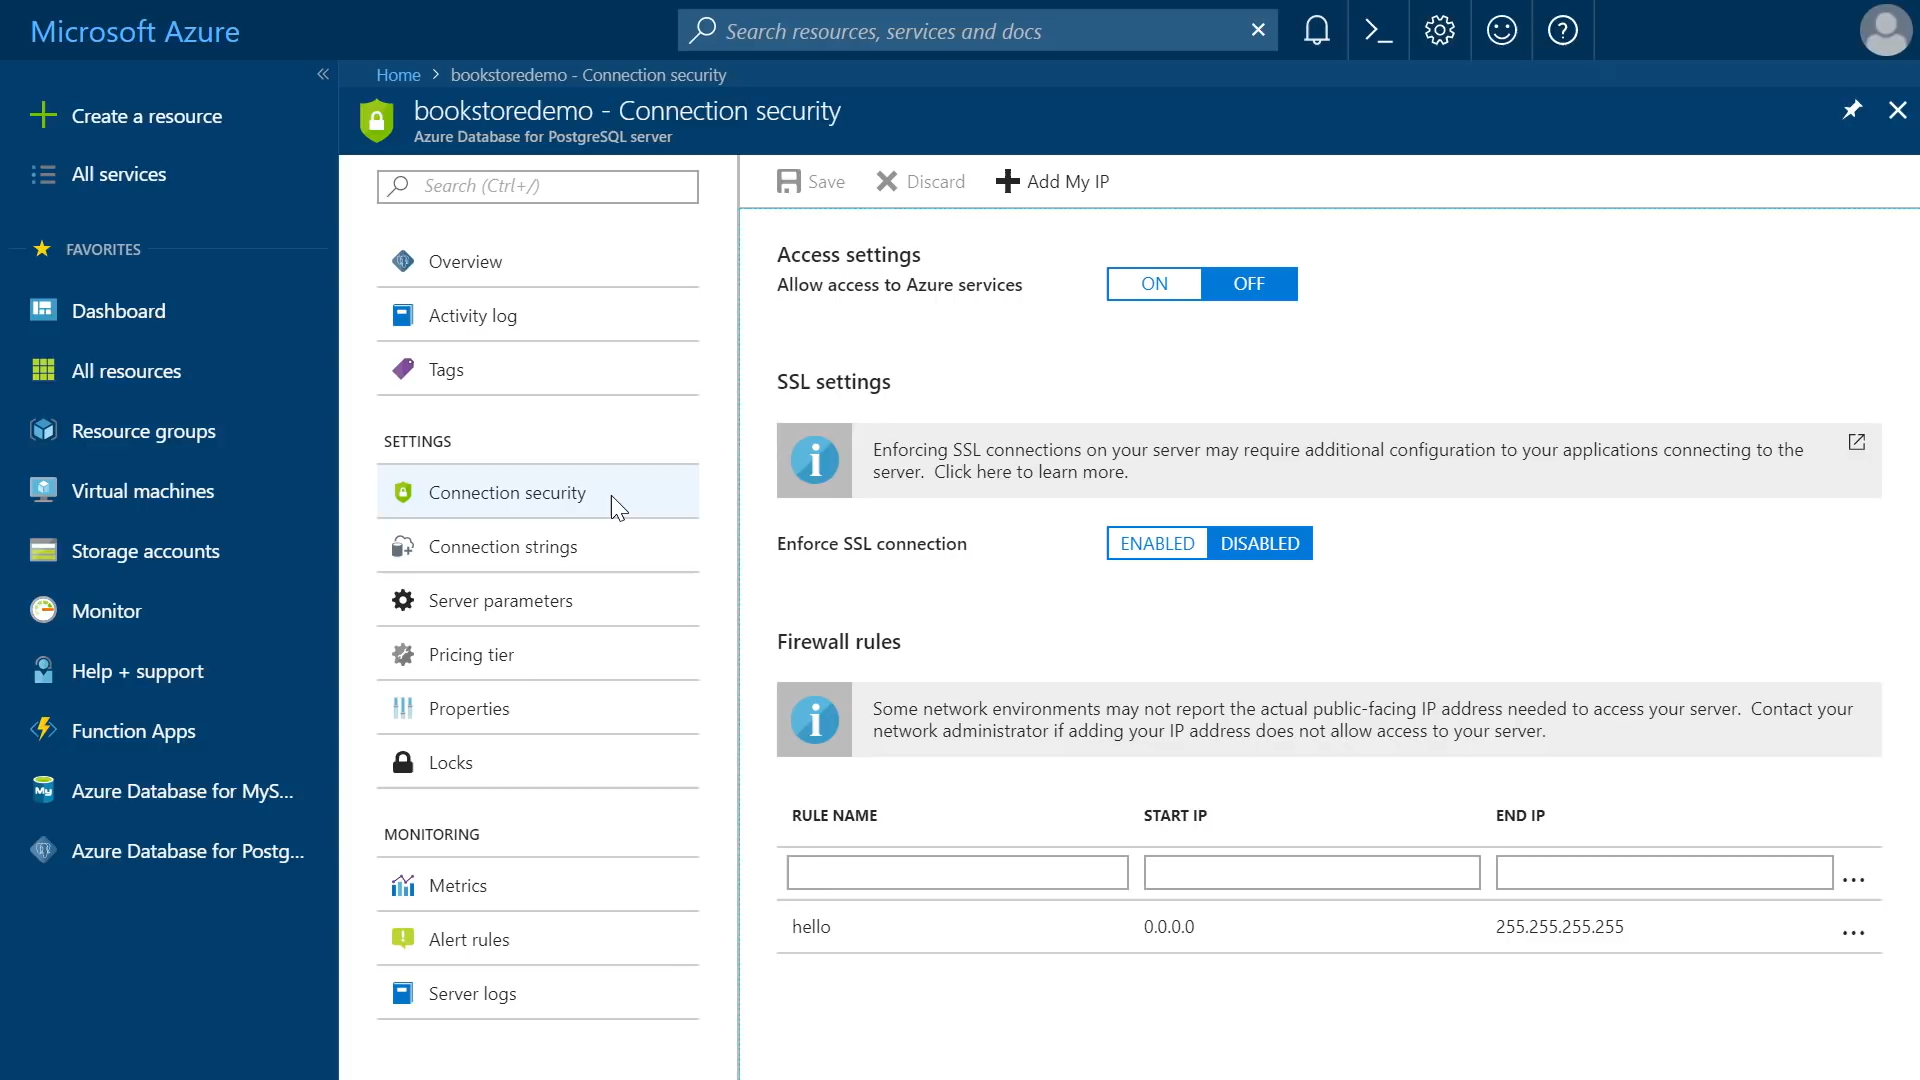 Microsoft Azure
Search resources, services and docs
Home > bookstoredemo - Connection security
bookstoredemo - Connection security
Azure Database for PostgreSQL server
Create a resource
All services
FAVORITES
Dashboard
All resources
Resource groups
Virtual machines
Storage accounts
Monitor
Help + support
Function Apps
Azure Database for MyS...
Azure Database for Postg...
Search (Ctrl+/)
Overview
Activity log
Tags
SETTINGS
Connection security
Connection strings
Server parameters
Pricing tier
Properties
Locks
MONITORING
Metrics
Alert rules
Server logs
Save Discard Add My IP
Access settings
Allow access to Azure services ON OFF
SSL settings
Enforcing SSL connections on your server may require additional configuration to your applications connecting to the
server. Click here to learn more.
Enforce SSL connection ENABLED DISABLED
Firewall rules
Some network environments may not report the actual public-facing IP address needed to access your server. Contact your
network administrator if adding your IP address does not allow access to your server.
RULE NAME START IP END IP
...
hello 0.0.0.0 255.255.255.255 ...